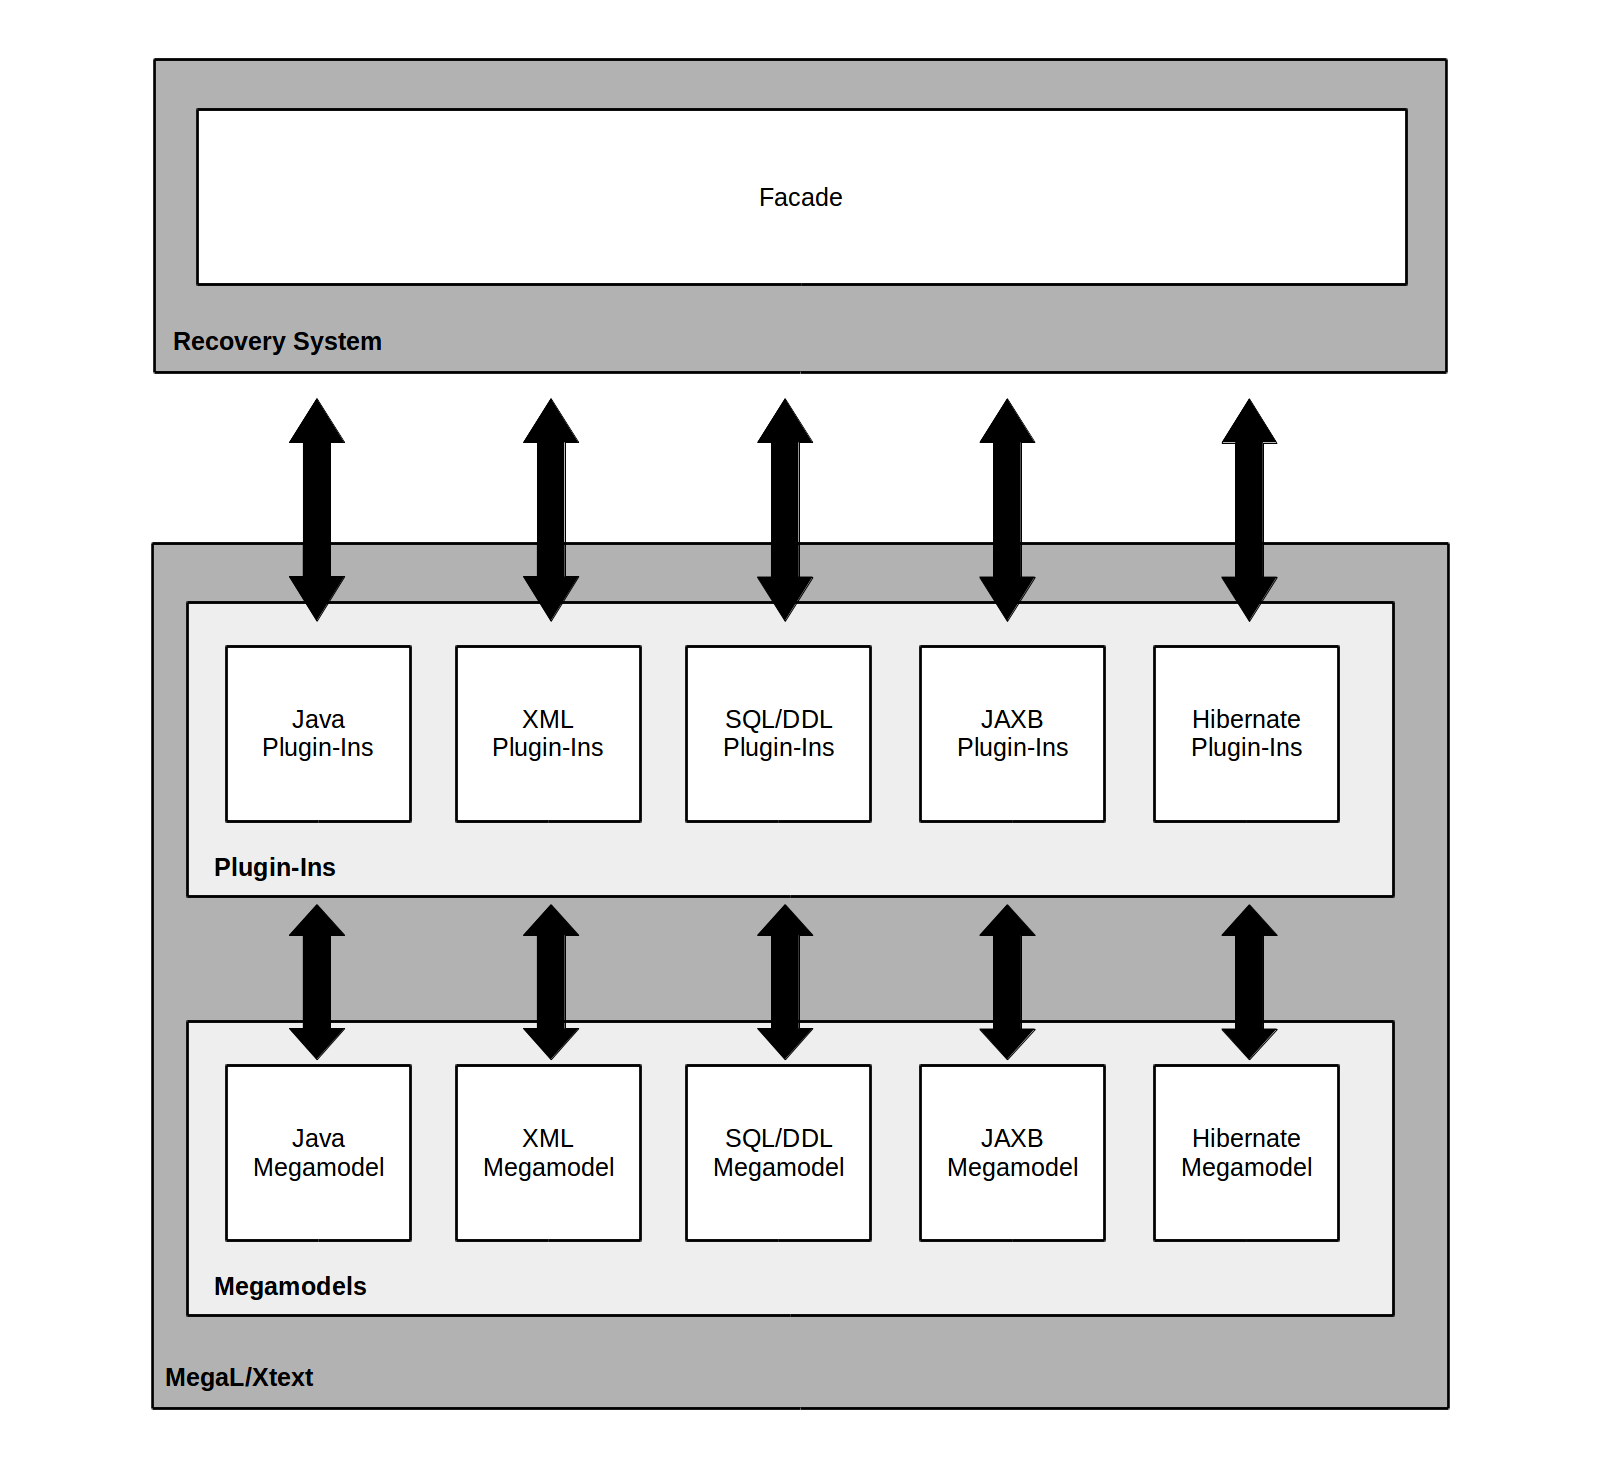 Facade
Recovery System
Java
Plugin-Ins
XML
Plugin-Ins
SQL/DDL
Plugin-Ins
JAXB
Plugin-Ins
Hibernate
Plugin-Ins
Plugin-Ins
Java
Megamodel
XML
Megamodel
SQL/DDL
Megamodel
JAXB
Megamodel
Hibernate
Megamodel
Megamodels
MegaL/Xtext